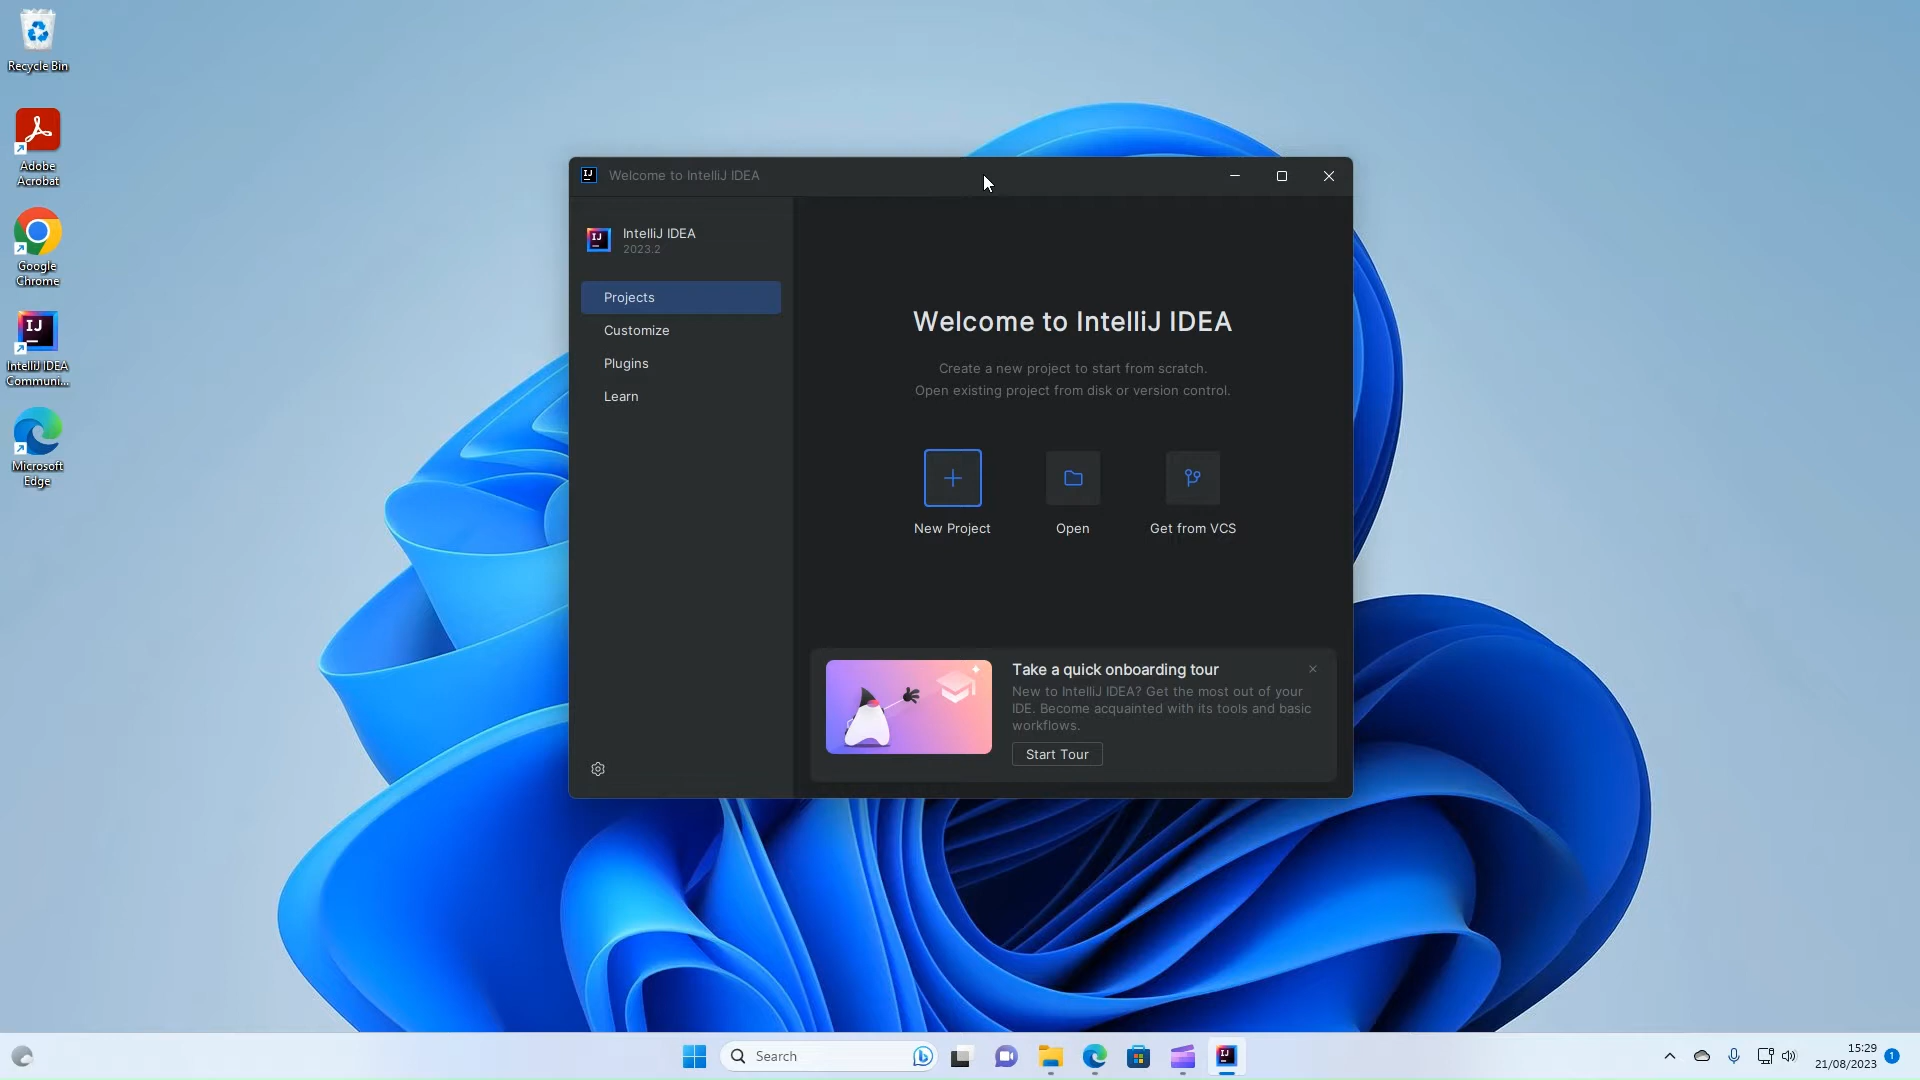 Recycle Bin
Adobe
Acrobat
Google
Chrome
IJ
IntelliJ IDEA
Communi...
Microsoft
Edge
IJ
Welcome to IntelliJ IDEA
IJ
IntelliJ IDEA
2023.2
Projects
Customize
Plugins
Learn
Welcome to IntelliJ IDEA
Create a new project to start from scratch.
Open existing project from disk or version control.
New Project
Open
Get from VCS
Take a quick onboarding tour
New to IntelliJ IDEA? Get the most out of your
IDE. Become acquainted with its tools and basic
workflows.
Start Tour
Search
IJ
15:29
21/08/2023
1